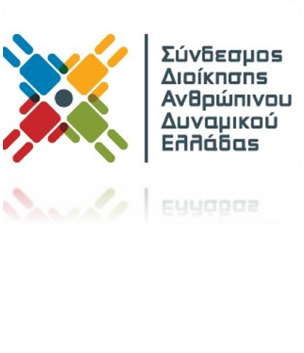 Σύνδεσμος
Διοίκησης
Ανθρώπινου
Δυναμικού
Ελλάδας